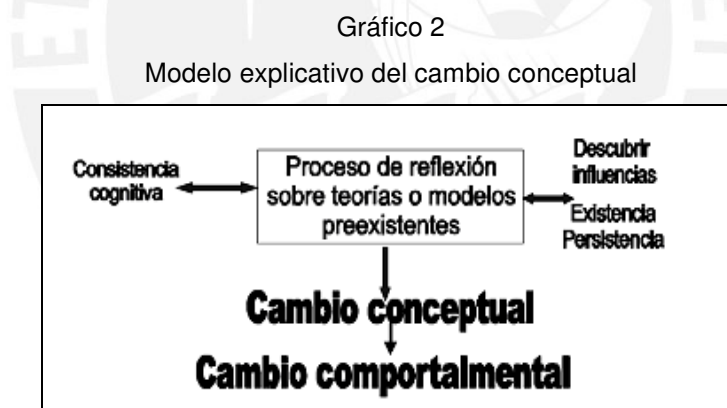 Gráfico 2
Modelo explicativo del cambio conceptual
Consistencia
cognitiva
Proceso de reflexión
sobre teorías o modelos
preexistentes
Descubrir
influencias
Existencia
Persistencia
Cambio conceptual
Cambio comportalmental